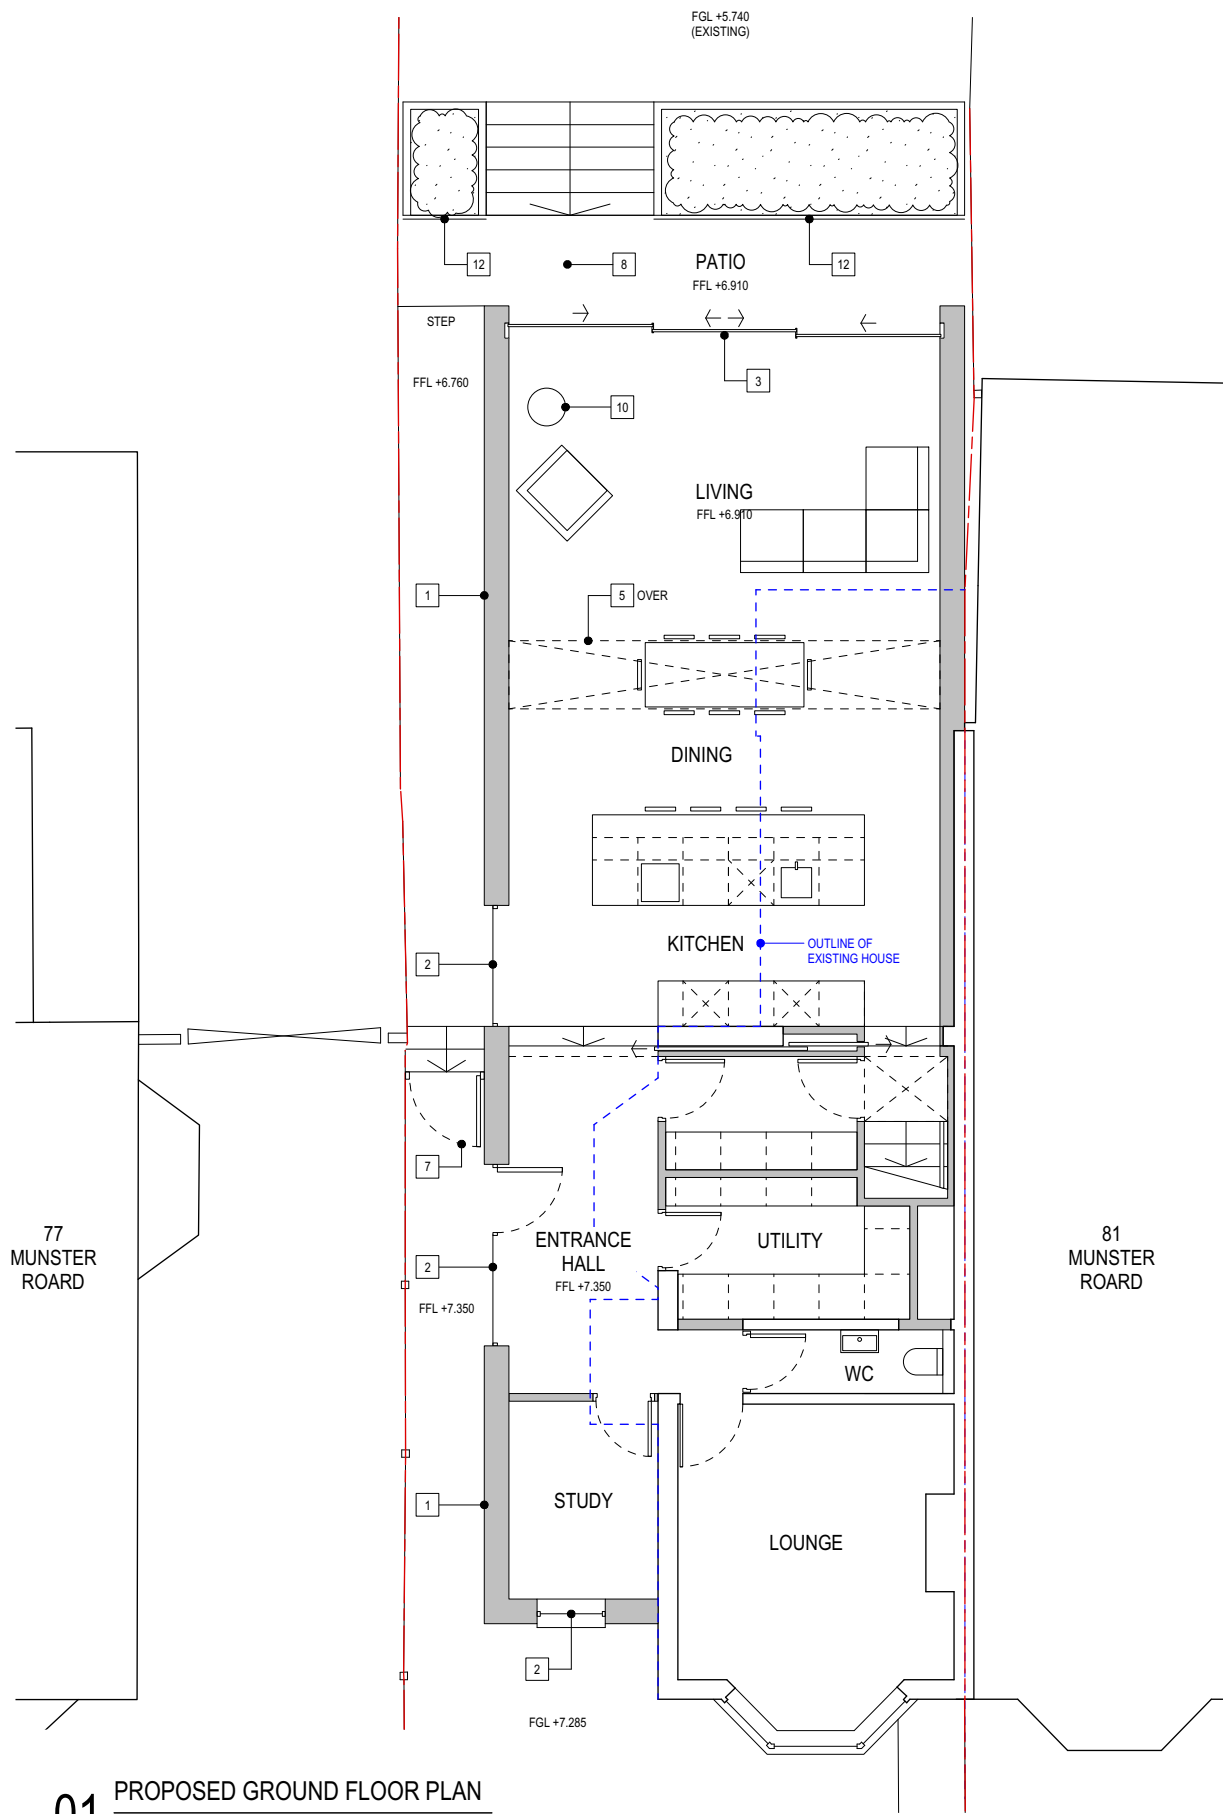 FGL +5.740
(EXISTING)
12
8
PATIO
FFL +6.910
12
STEP
FFL +6.760
3
10
LIVING
FFL +6.910
1
5 OVER
DINING
KITCHEN
OUTLINE OF
EXISTING HOUSE
2
7
77
MUNSTER
ROARD
ENTRANCE
HALL
FFL +7.350
UTILITY
81
MUNSTER
ROARD
2
FFL +7.350
WC
1
STUDY
LOUNGE
2
FGL +7.285
01 PROPOSED GROUND FLOOR PLAN